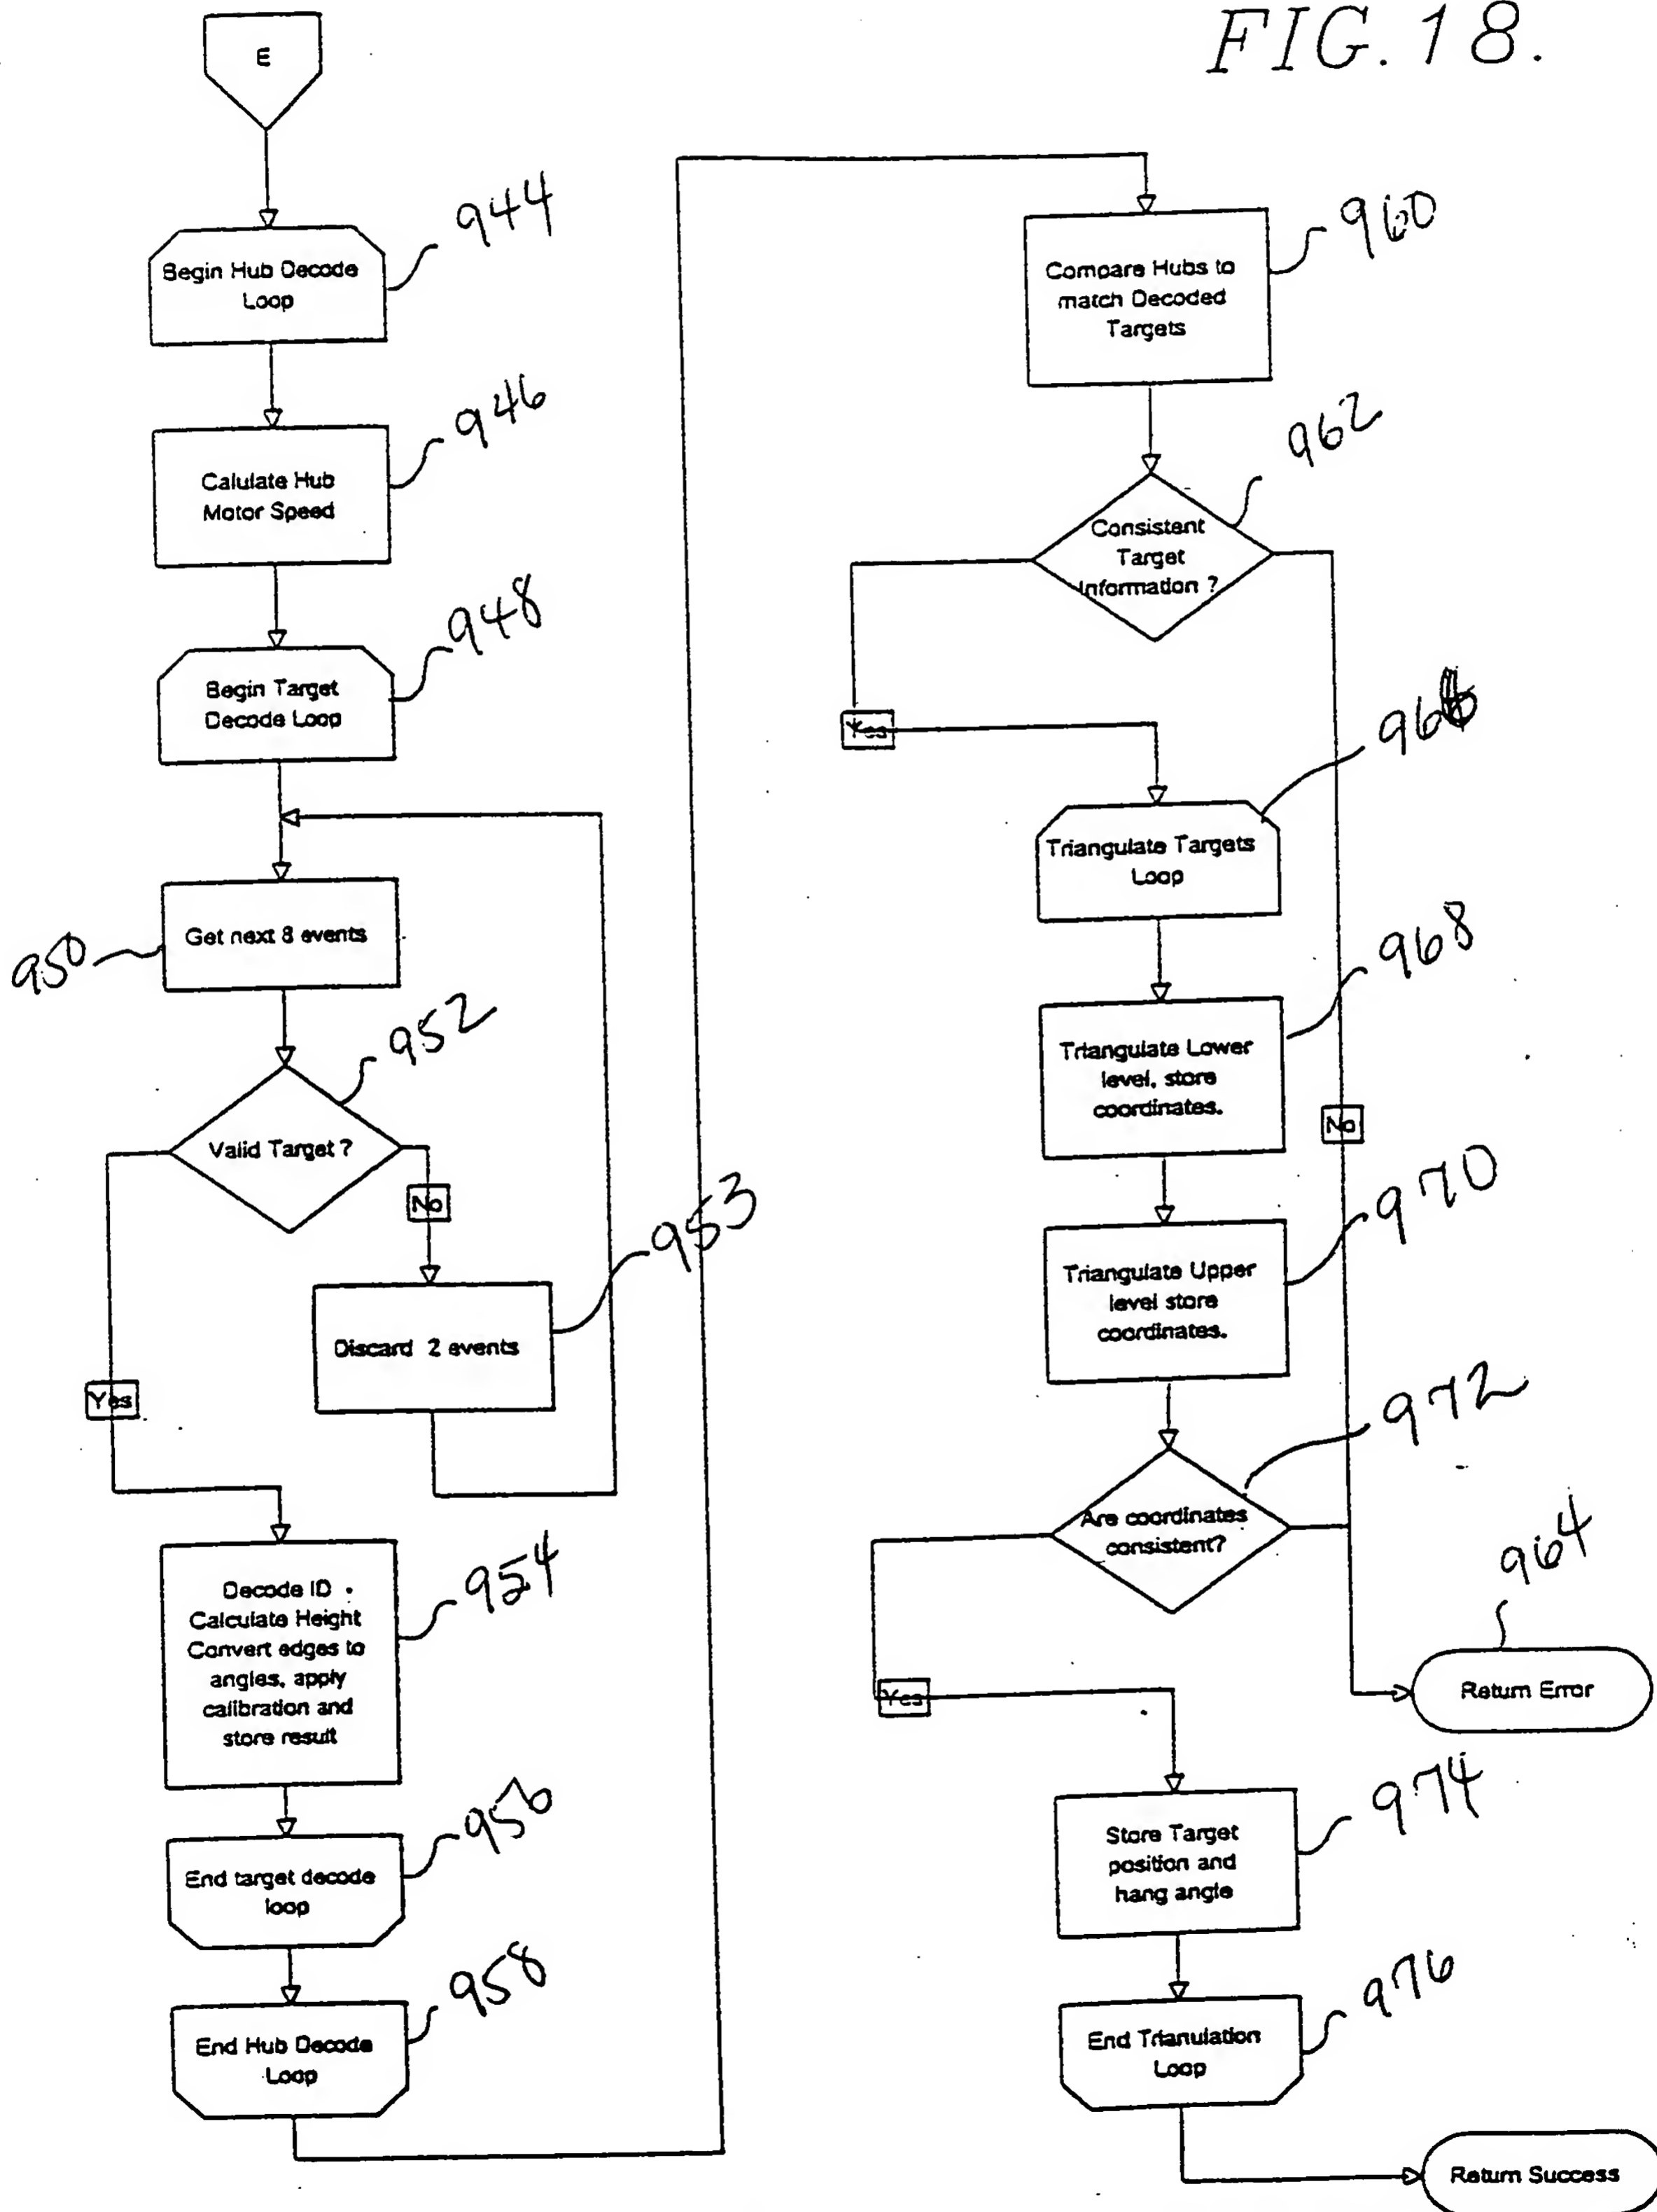 FIG. 18.
E
Begin Hub Decode
Loop
944
Calulate Hub
Motor Speed
946
Begin Target
Decode Loop
948
Get next 8 events
950
Valid Target ?
952
No
Discard 2 events
953
Yes
Decode ID
Calculate Height
Convert edges to
angles, apply
calibration and
store result
954
End target decode
loop
956
End Hub Decode
Loop
958
Compare Hubs to
match Decoded
Targets
960
Consistent
Target
Information ?
962
Yes
No
Triangulate Targets
Loop
966
Triangulate Lower
level, store
coordinates.
968
Triangulate Upper
level store
coordinates.
970
Are coordinates
consistent?
972
Yes
Return Error
964
Store Target
position and
hang angle
974
End Trianulation
Loop
976
Return Success